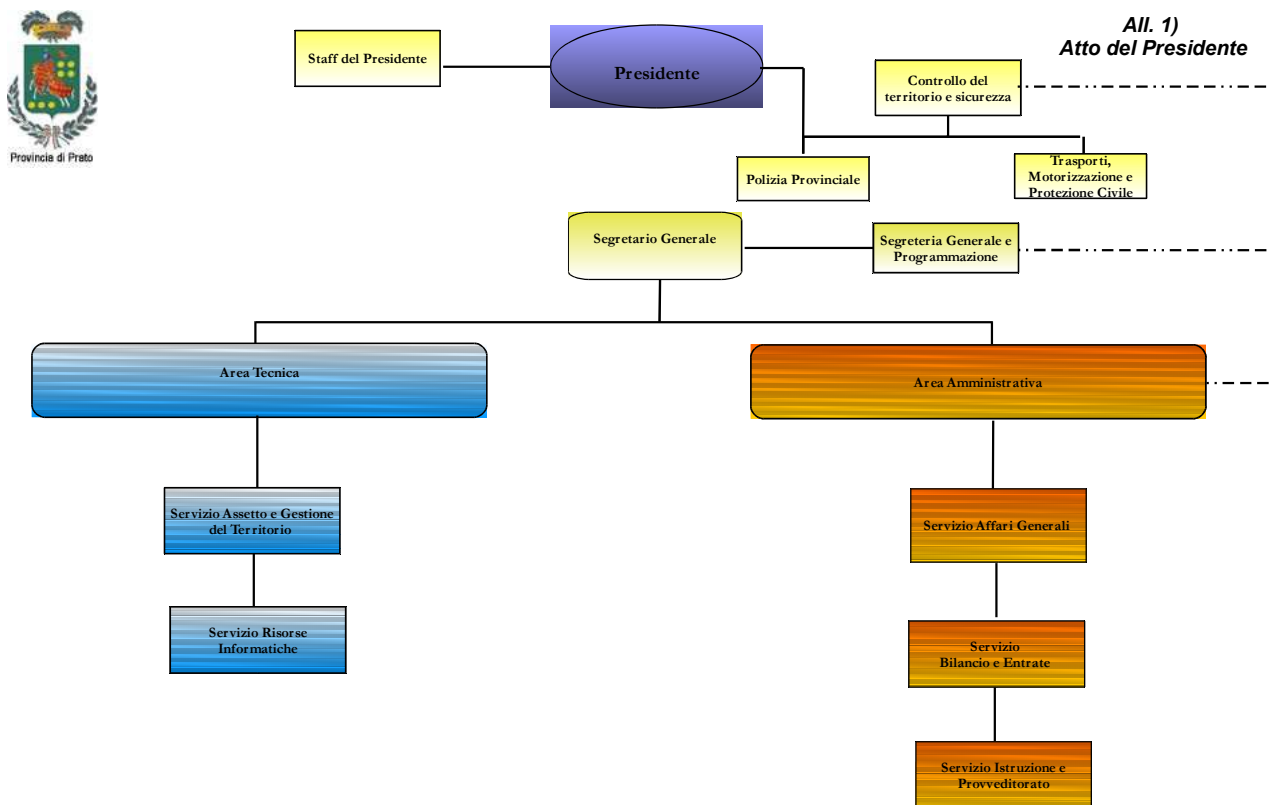 All. 1)
Atto del Presidente
Provincia di Prato
Staff del Presidente
Presidente
Controllo del
territorio e sicurezza
Polizia Provinciale
Trasporti,
Motorizzazione e
Protezione Civile
Segretario Generale
Segreteria Generale e
Programmazione
Area Tecnica
Area Amministrativa
Servizio Assetto e Gestione
del Territorio
Servizio Affari Generali
Servizio Risorse
Informatiche
Servizio
Bilancio e Entrate
Servizio Istruzione e
Provveditorato